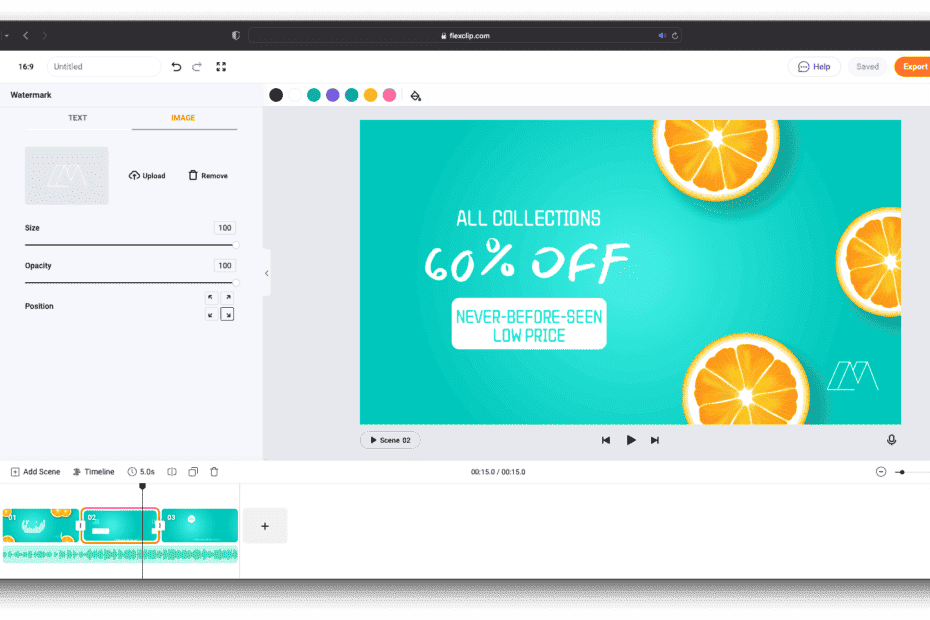 flexclip.com
16:9
Untitled
Help
Saved
Export
Watermark
TEXT
IMAGE
Upload
Remove
Size
100
Opacity
100
Position
ALL COLLECTIONS
60% OFF
NEVER-BEFORE-SEEN
LOW PRICE
Scene 02
Add Scene
Timeline
5.0s
00:15.0 / 00:15.0
01
02
03